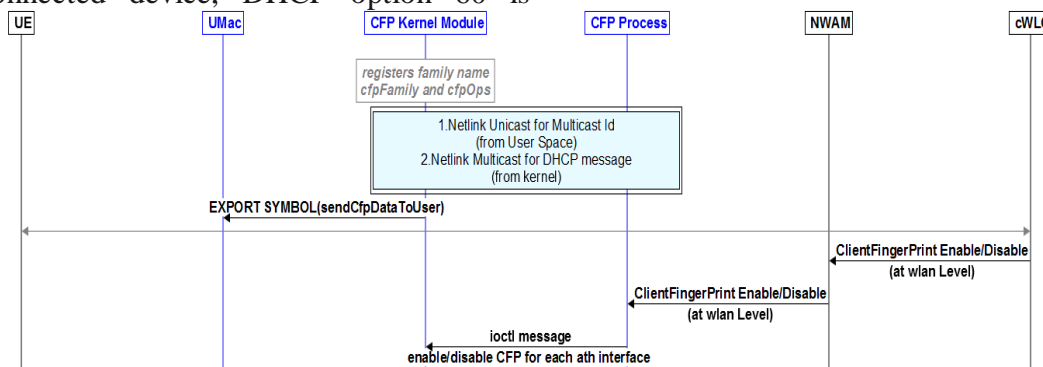 connected device, DHCP option 60 is
UE UMac CFP Kernel Module CFP Process NWAM cWLC
registers family name
cfpFamily and cfpOps
1.Netlink Unicast for Multicast Id
(from User Space)
2.Netlink Multicast for DHCP message
(from kernel)
EXPORT SYMBOL(sendCfpDataToUser)
ClientFingerPrint Enable/Disable
(at wlan Level)
ClientFingerPrint Enable/Disable
(at wlan Level)
ioctl message
enable/disable CFP for each ath interface